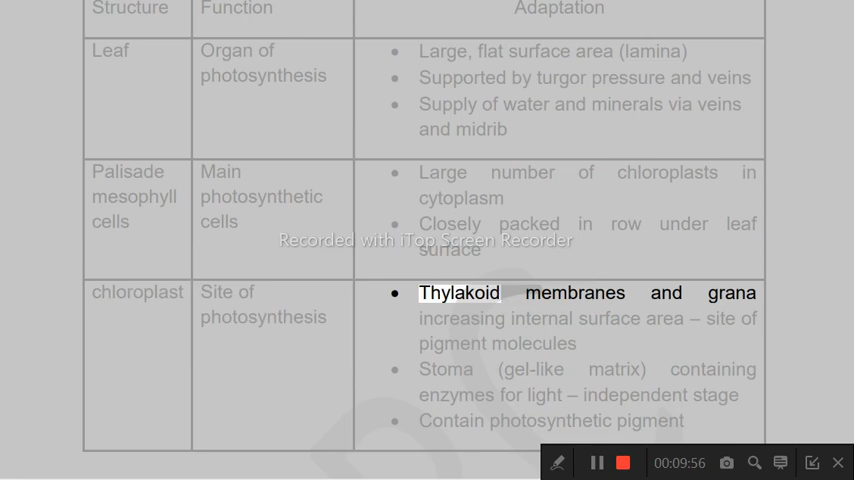 Structure Function Adaptation
Leaf Organ of photosynthesis
• Large, flat surface area (lamina)
• Supported by turgor pressure and veins
• Supply of water and minerals via veins
and midrib
Palisade mesophyll cells
Main photosynthetic cells
• Large number of chloroplasts in
cytoplasm
• Closely packed in row under leaf
surface
Recorded with iTop Screen Recorder
chloroplast
Site of photosynthesis
• Thylakoid membranes and grana
increasing internal surface area – site of
pigment molecules
• Stoma (gel-like matrix) containing
enzymes for light – independent stage
• Contain photosynthetic pigment
00:09:56